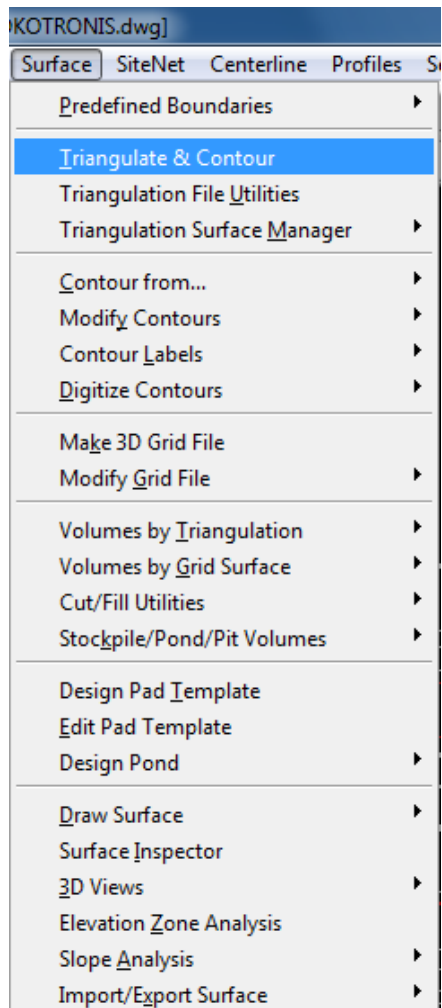 KOTRONIS.dwg]
Surface SiteNet Centerline Profiles
Predefined Boundaries
Triangulate & Contour
Triangulation File Utilities
Triangulation Surface Manager
Contour from...
Modify Contours
Contour Labels
Digitize Contours
Make 3D Grid File
Modify Grid File
Volumes by Triangulation
Volumes by Grid Surface
Cut/Fill Utilities
Stockpile/Pond/Pit Volumes
Design Pad Template
Edit Pad Template
Design Pond
Draw Surface
Surface Inspector
3D Views
Elevation Zone Analysis
Slope Analysis
Import/Export Surface